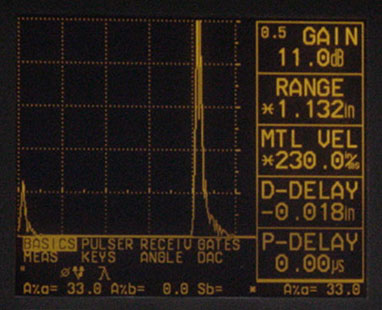 0.5 GAIN
11.0dB
RANGE
*1.132in
MTL VEL
*230.0‰
D-DELAY
-0.018in
P-DELAY
0.00µs
BASICS PULSER RECEIV GATES
MEAS KEYS ANGLE DAC
A%a= 33.0 A%b= 0.0 Sb= * A%a= 33.0